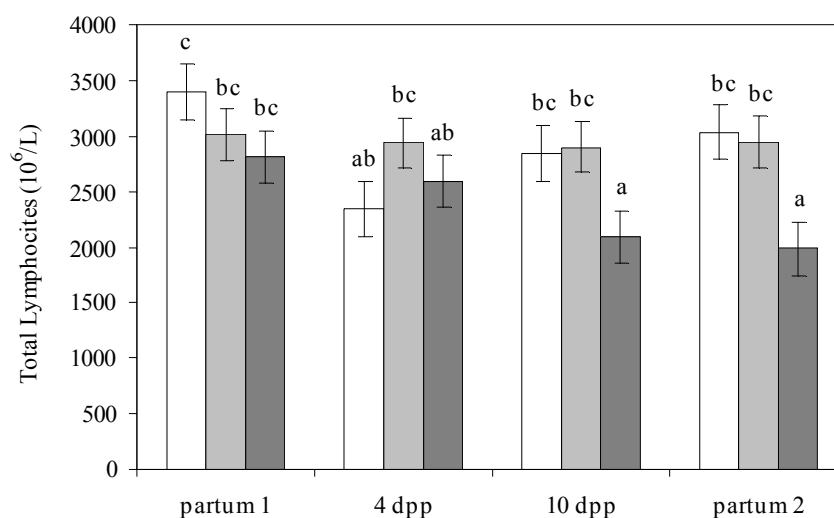 4000
3500
3000
2500
2000
1500
1000
500
0
Total Lymphocites (10⁶/L)
c
bc
bc
ab
bc
ab
bc
bc
a
bc
bc
a
partum 1
4 dpp
10 dpp
partum 2